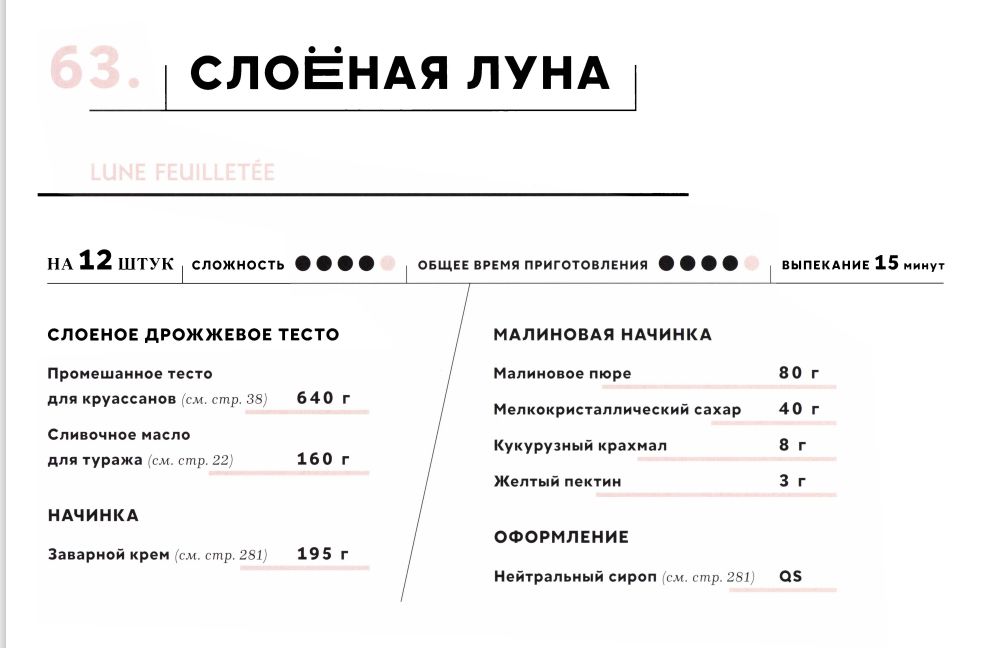 63. СЛОЁНАЯ ЛУНА
LUNE FEUILLETÉE
НА 12 ШТУК СЛОЖНОСТЬ ОБЩЕЕ ВРЕМЯ ПРИГОТОВЛЕНИЯ ВЫПЕКАНИЕ 15 минут
СЛОЕНОЕ ДРОЖЖЕВОЕ ТЕСТО
Промешанное тесто
для круассанов (см. стр. 38) 640 г
Сливочное масло
для туража (см. стр. 22) 160 г
НАЧИНКА
Заварной крем (см. стр. 281) 195 г
МАЛИНОВАЯ НАЧИНКА
Малиновое пюре 80 г
Мелкокристаллический сахар 40 г
Кукурузный крахмал 8 г
Желтый пектин 3 г
ОФОРМЛЕНИЕ
Нейтральный сироп (см. стр. 281) QS